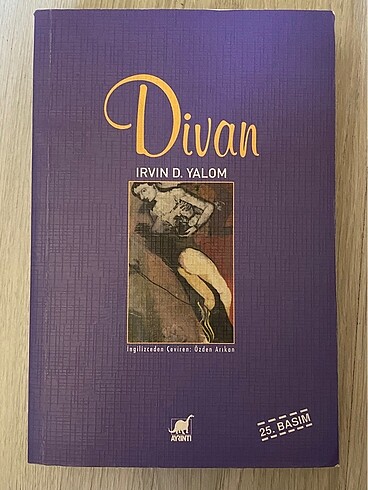 Divan
IRVIN D. YALOM
İngilizceden Çeviren: Özden Arıkan
AYRINTI
25. BASIM